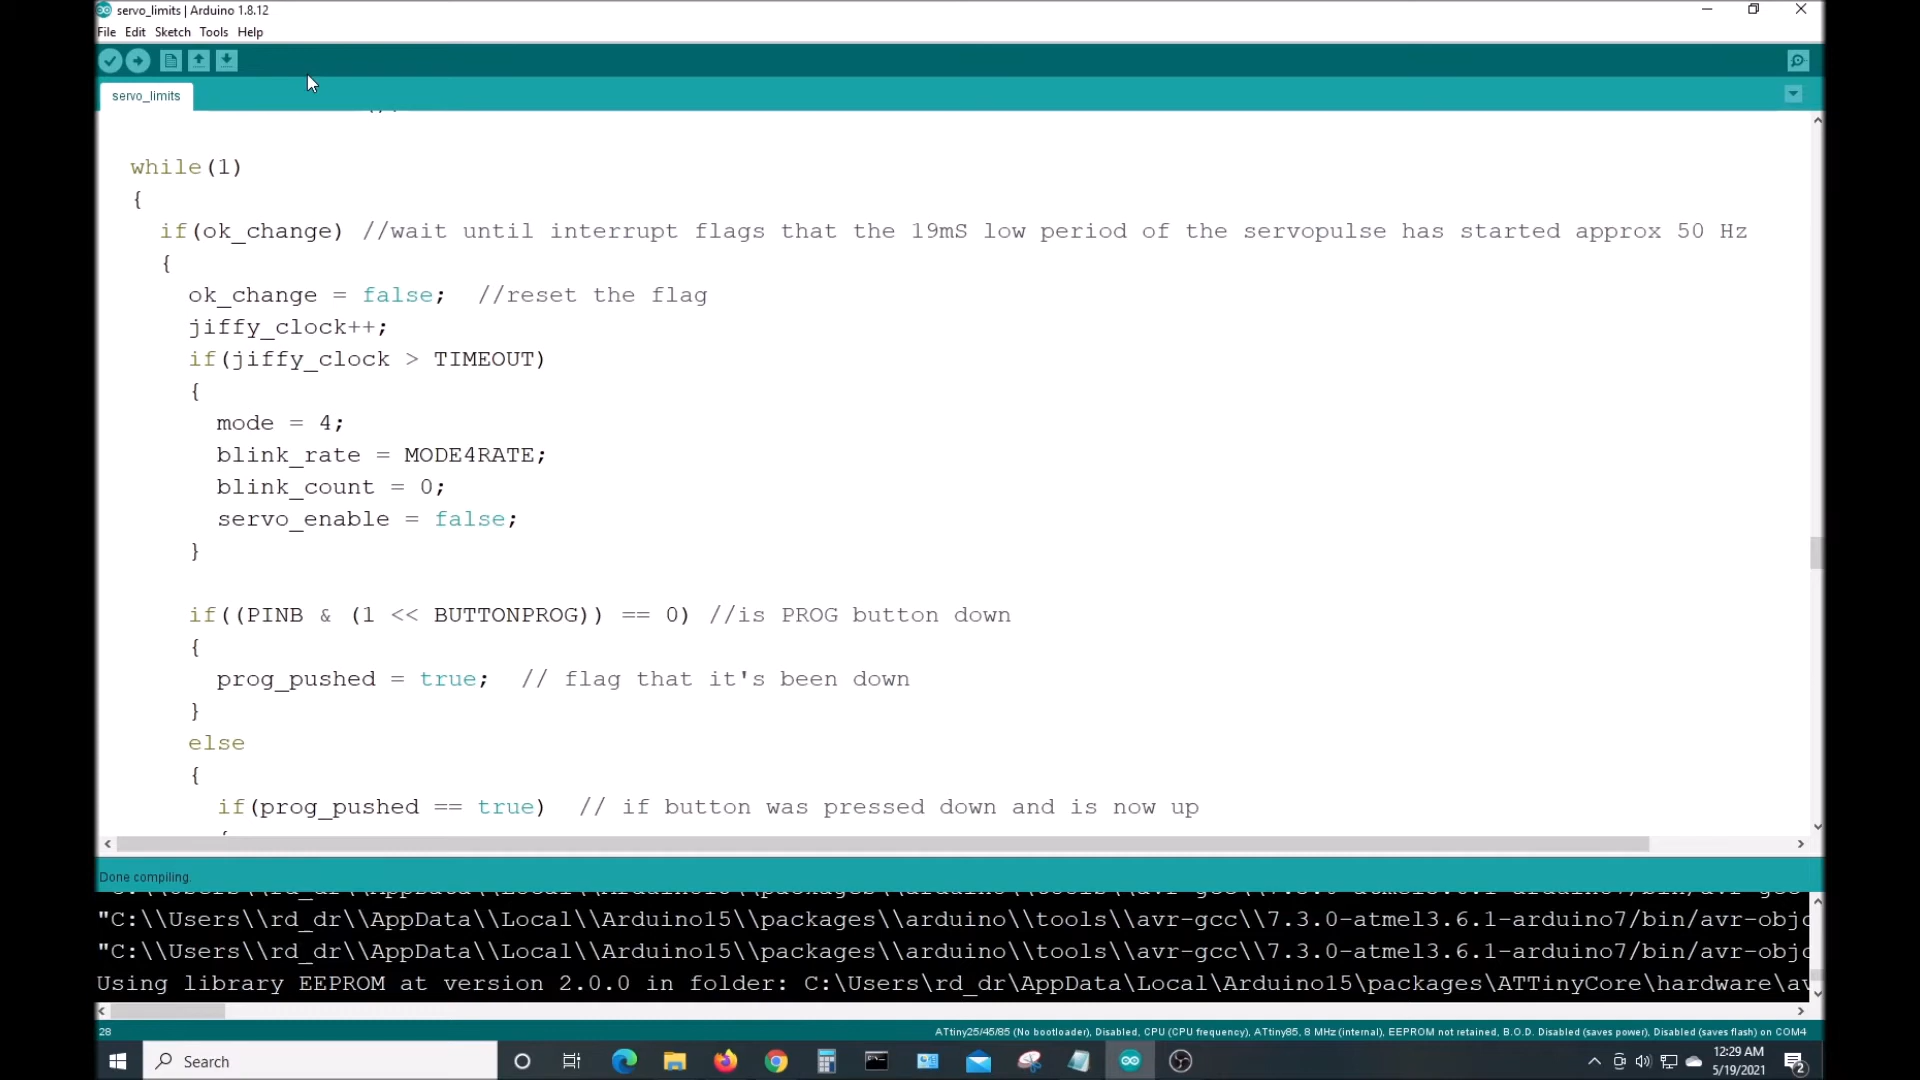 servo_limits | Arduino 1.8.12
File Edit Sketch Tools Help
servo_limits
while(1)
{
if(ok_change) //wait until interrupt flags that the 19mS low period of the servopulse has started approx 50 Hz
{
ok_change = false; //reset the flag
jiffy_clock++;
if(jiffy_clock > TIMEOUT)
{
mode = 4;
blink_rate = MODE4RATE;
blink_count = 0;
servo_enable = false;
}
if((PINB & (1 << BUTTONPROG)) == 0) //is PROG button down
{
prog_pushed = true; // flag that it's been down
}
else
{
if(prog_pushed == true) // if button was pressed down and is now up
Done compiling.
"C:\\Users\\rd_dr\\AppData\\Local\\Arduino15\\packages\\arduino\\tools\\avr-gcc\\7.3.0-atmel3.6.1-arduino7/bin/avr-objc
"C:\\Users\\rd_dr\\AppData\\Local\\Arduino15\\packages\\arduino\\tools\\avr-gcc\\7.3.0-atmel3.6.1-arduino7/bin/avr-objc
Using library EEPROM at version 2.0.0 in folder: C:\Users\rd_dr\AppData\Local\Arduino15\packages\ATTinyCore\hardware\av
28 ATtiny25/45/85 (No bootloader), Disabled, CPU (CPU frequency), ATtiny85, 8 MHz (internal), EEPROM not retained, B.O.D. Disabled (saves power), Disabled (saves flash) on COM4
Search
12:29 AM
5/19/2021
2